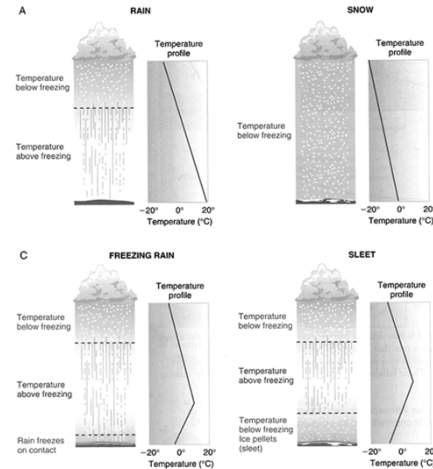 A
RAIN
Temperature
profile
Temperature
below freezing
Temperature
above freezing
−20° 0° 20°
Temperature (°C)
SNOW
Temperature
profile
Temperature
below freezing
−20° 0° 20°
Temperature (°C)
C
FREEZING RAIN
Temperature
profile
Temperature
below freezing
Temperature
above freezing
Rain freezes
on contact
−20° 0° 20°
Temperature (°C)
SLEET
Temperature
profile
Temperature
below freezing
Temperature
above freezing
Temperature
below freezing
Ice pellets
(sleet)
−20° 0° 20°
Temperature (°C)